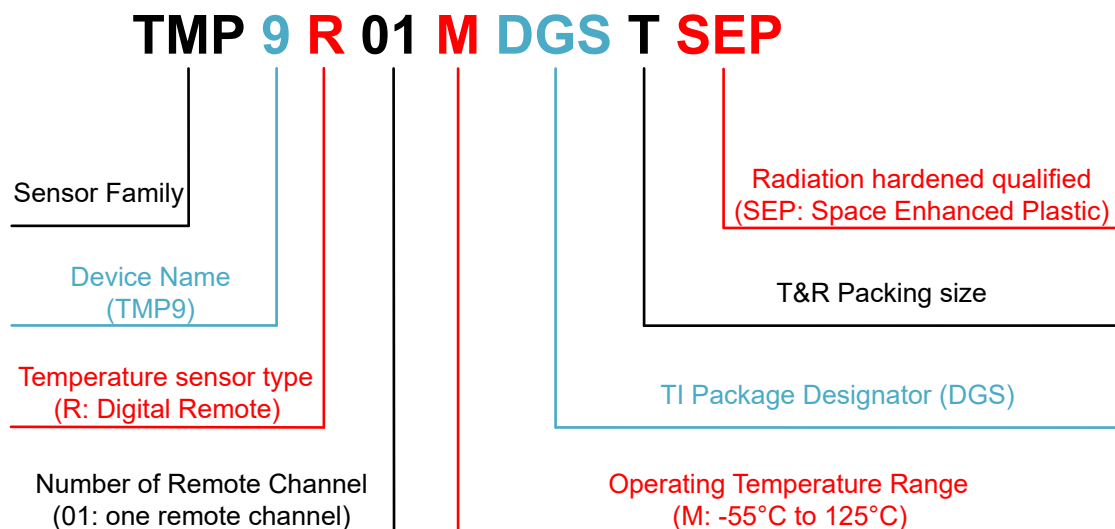 TMP 9 R 01 M DGS T SEP
Sensor Family
Radiation hardened qualified
(SEP: Space Enhanced Plastic)
Device Name
(TMP9)
T&R Packing size
Temperature sensor type
(R: Digital Remote)
TI Package Designator (DGS)
Number of Remote Channel
(01: one remote channel)
Operating Temperature Range
(M: -55°C to 125°C)